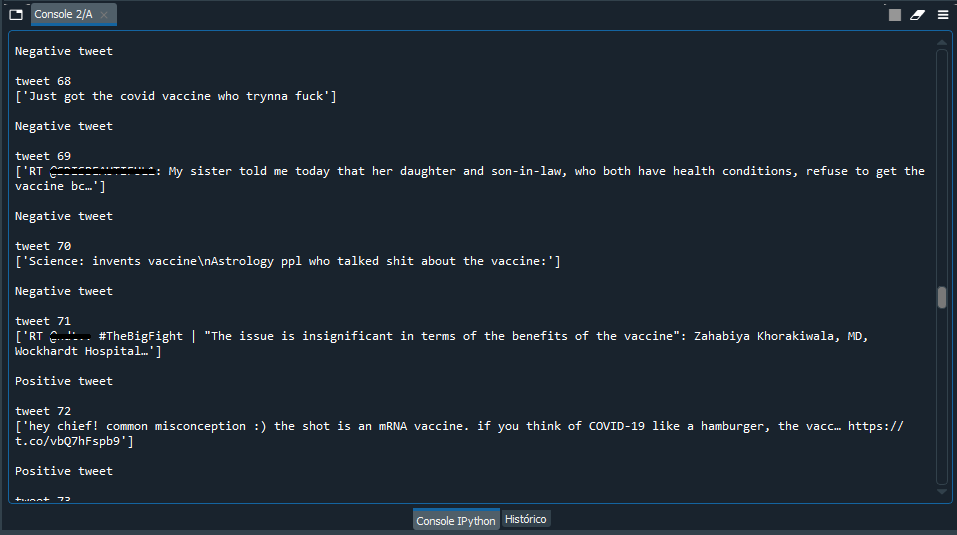 Console 2/A
Negative tweet
tweet 68
['Just got the covid vaccine who trynna fuck']
Negative tweet
tweet 69
['RT : My sister told me today that her daughter and son-in-law, who both have health conditions, refuse to get the
vaccine bc…']
Negative tweet
tweet 70
['Science: invents vaccine\nAstrology ppl who talked shit about the vaccine:']
Negative tweet
tweet 71
['RT #TheBigFight | "The issue is insignificant in terms of the benefits of the vaccine": Zahabiya Khorakiwala, MD,
Wockhardt Hospital…']
Positive tweet
tweet 72
['hey chief! common misconception :) the shot is an mRNA vaccine. if you think of COVID-19 like a hamburger, the vacc… https://
t.co/vbQ7hFspb9']
Positive tweet
tweet 73
Console IPython
Histórico